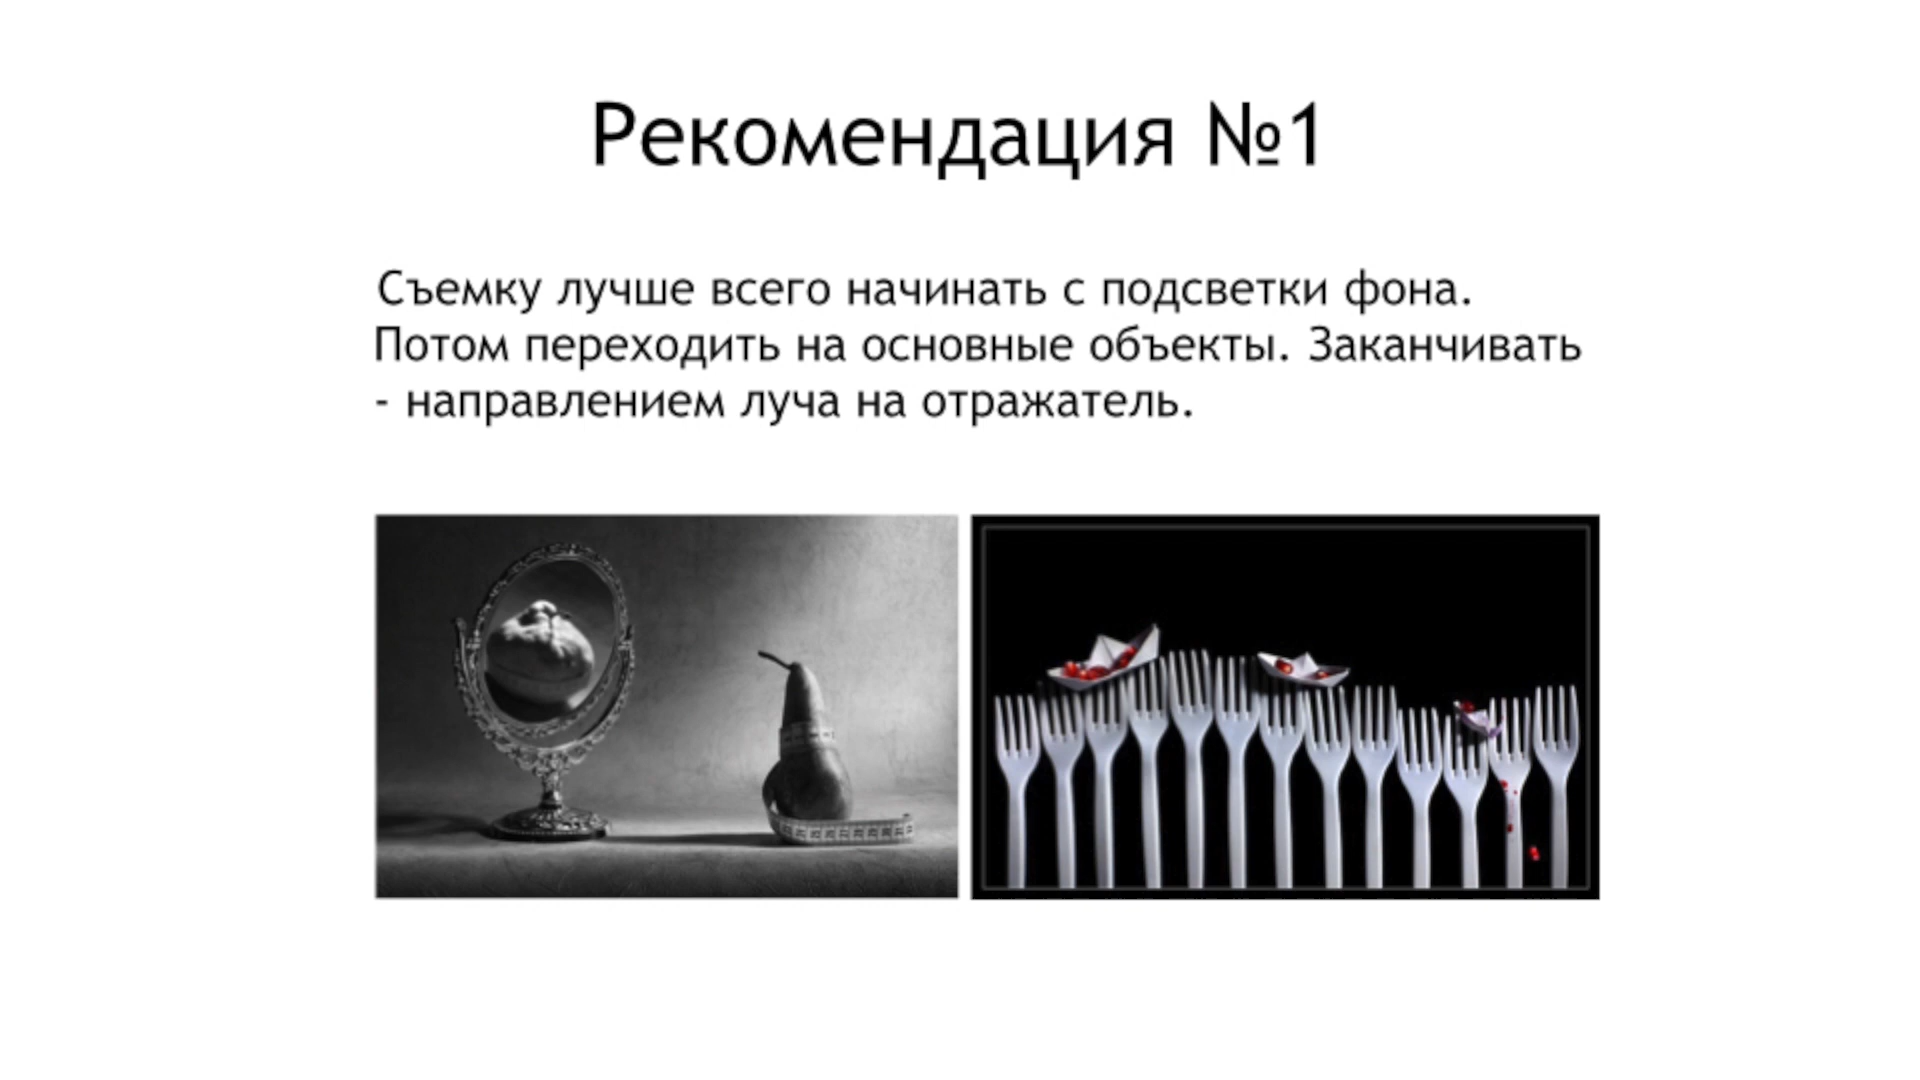 Рекомендация №1
Съемку лучше всего начинать с подсветки фона.
Потом переходить на основные объекты. Заканчивать
- направлением луча на отражатель.